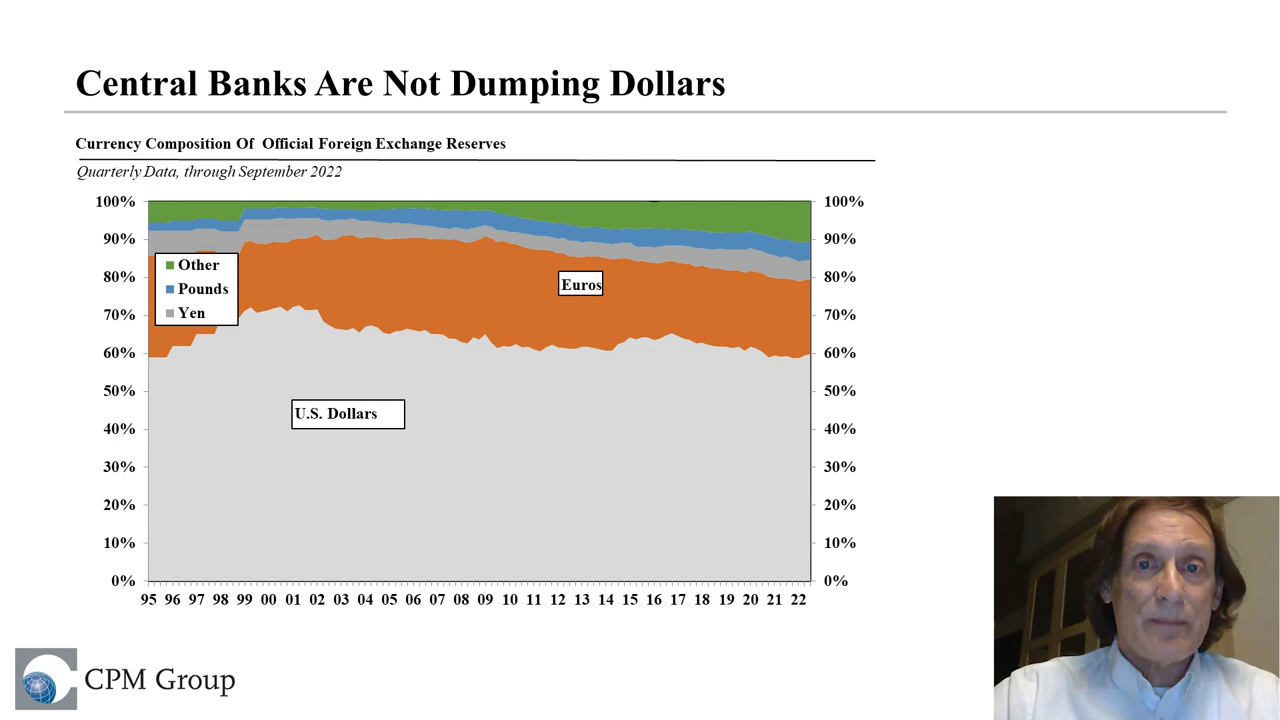 Central Banks Are Not Dumping Dollars
Currency Composition Of Official Foreign Exchange Reserves
Quarterly Data, through September 2022
100%
90%
80%
70%
60%
50%
40%
30%
20%
10%
0%
Other
Pounds
Yen
Euros
U.S. Dollars
100%
90%
80%
70%
60%
50%
40%
30%
20%
10%
0%
95 96 97 98 99 00 01 02 03 04 05 06 07 08 09 10 11 12 13 14 15 16 17 18 19 20 21 22
CPM Group